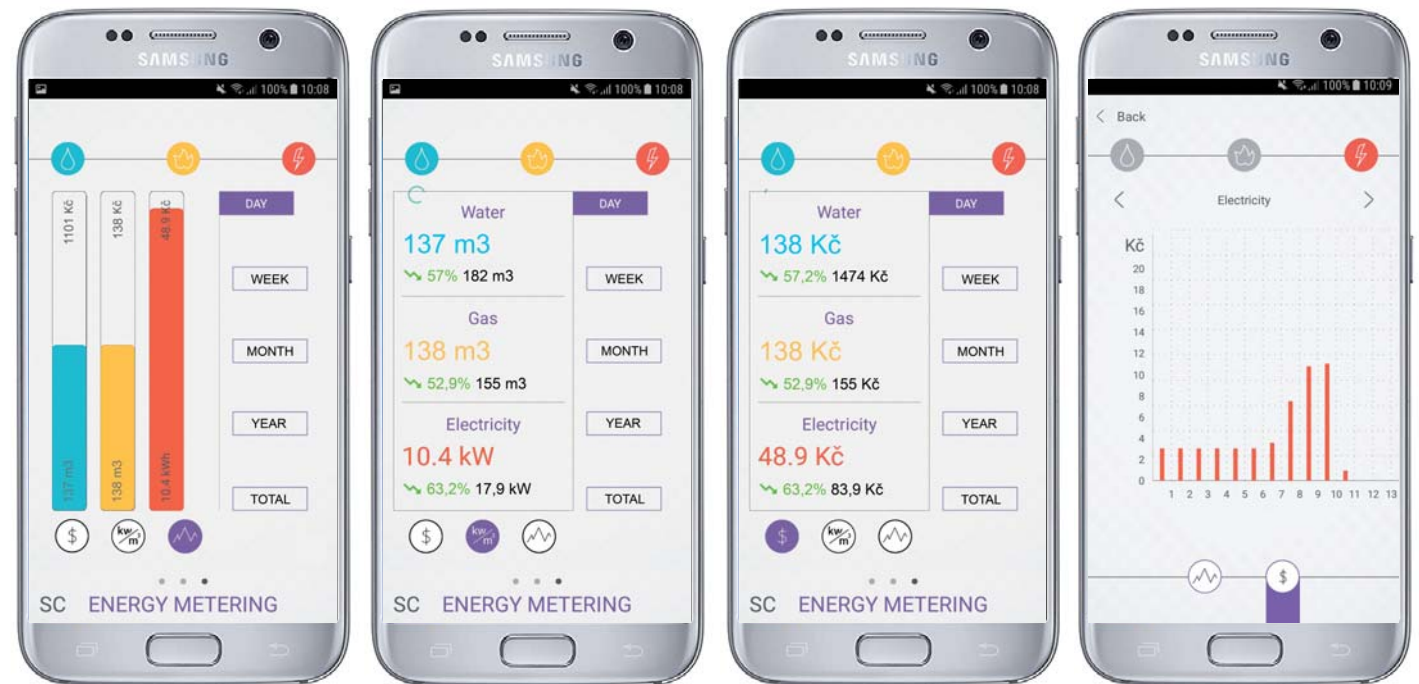 SAMSUNG
100% 10:08
1101 Kč
138 Kč
48.9 Kč
137 m3
138 m3
10.4 kWh
DAY
WEEK
MONTH
YEAR
TOTAL
$
kw/m³
SC ENERGY METERING
SAMSUNG
100% 10:08
Water
137 m3
57% 182 m3
Gas
138 m3
52,9% 155 m3
Electricity
10.4 kW
63,2% 17,9 kW
DAY
WEEK
MONTH
YEAR
TOTAL
$
kw/m³
SC ENERGY METERING
SAMSUNG
100% 10:08
Water
138 Kč
57,2% 1474 Kč
Gas
138 Kč
52,9% 155 Kč
Electricity
48.9 Kč
63,2% 83,9 Kč
DAY
WEEK
MONTH
YEAR
TOTAL
$
kw/m³
SC ENERGY METERING
SAMSUNG
100% 10:09
< Back
< Electricity >
Kč
20
18
16
14
12
10
8
6
4
2
0
1 2 3 4 5 6 7 8 9 10 11 12 13
$